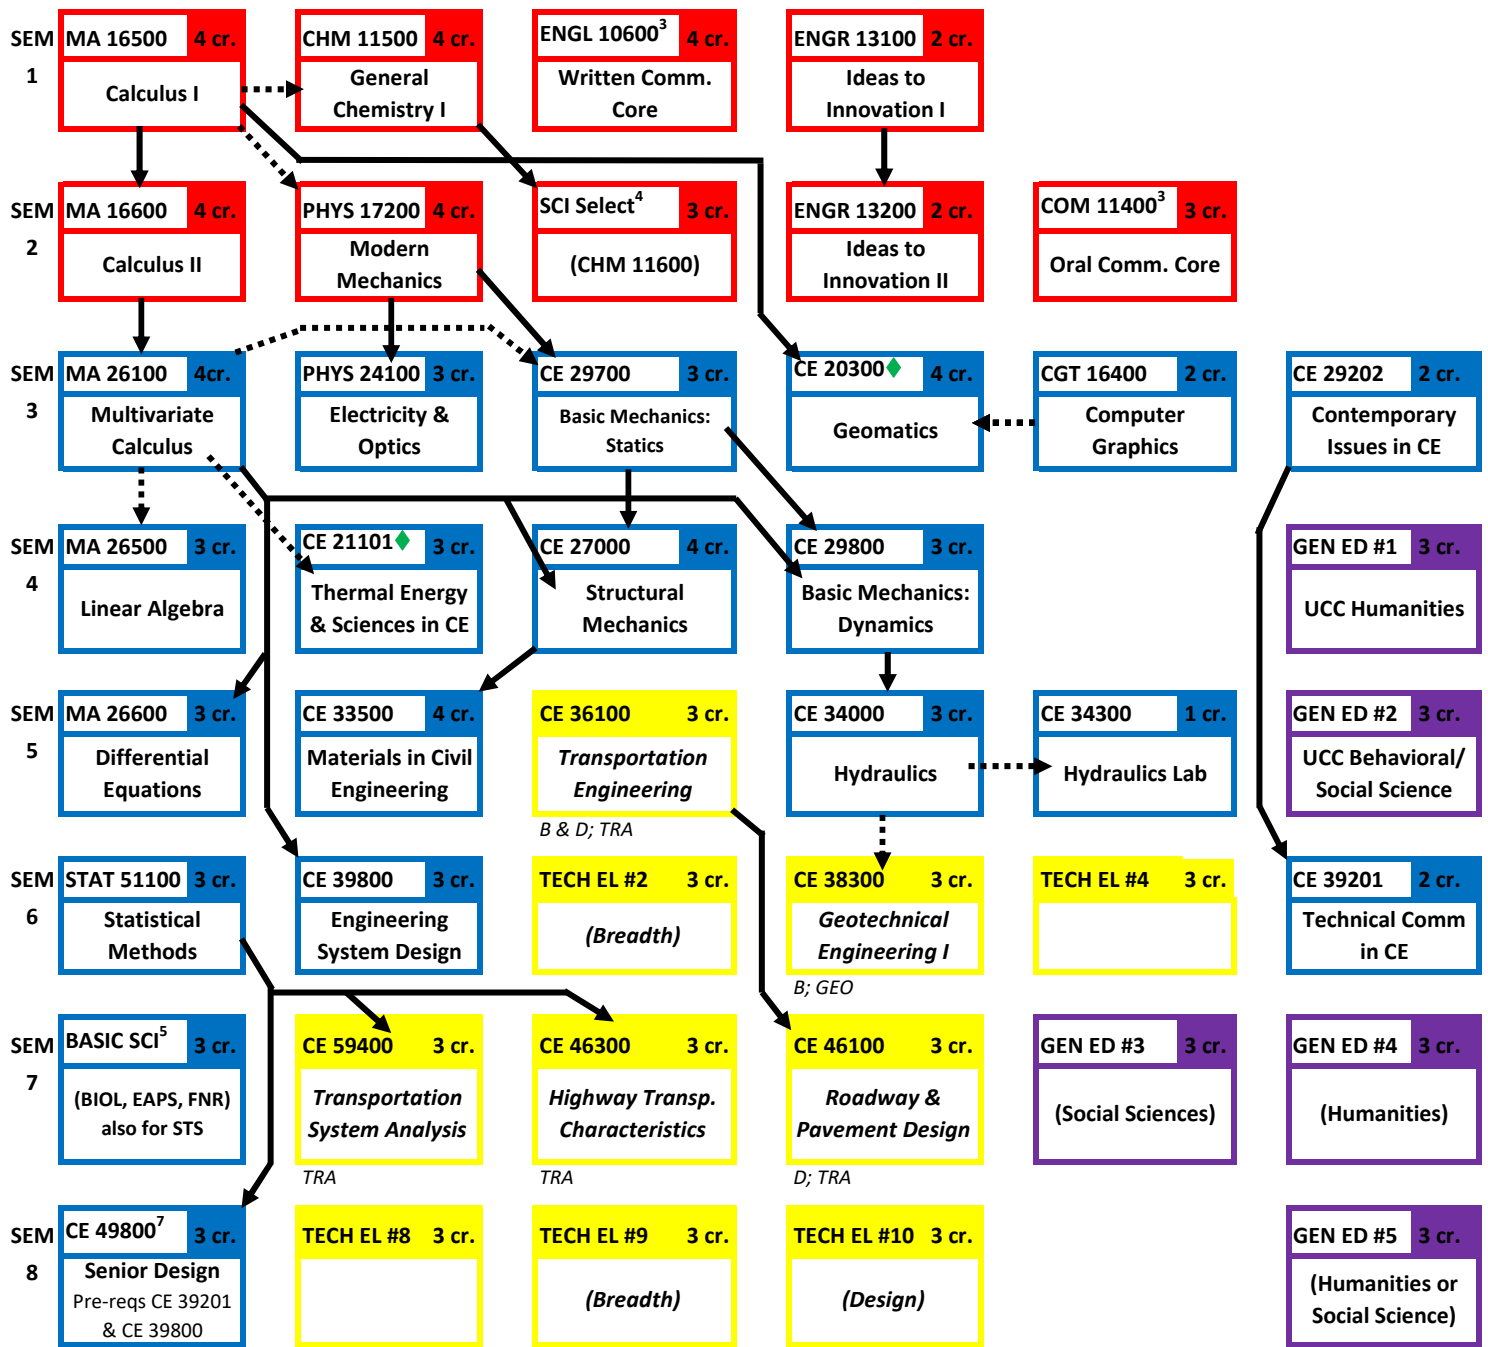 SEM 1
MA 16500 4 cr.
Calculus I
CHM 11500 4 cr.
General
Chemistry I
ENGL 10600³ 4 cr.
Written Comm.
Core
ENGR 13100 2 cr.
Ideas to
Innovation I
SEM 2
MA 16600 4 cr.
Calculus II
PHYS 17200 4 cr.
Modern
Mechanics
SCI Select⁴ 3 cr.
(CHM 11600)
ENGR 13200 2 cr.
Ideas to
Innovation II
COM 11400³ 3 cr.
Oral Comm. Core
SEM 3
MA 26100 4cr.
Multivariate
Calculus
PHYS 24100 3 cr.
Electricity &
Optics
CE 29700 3 cr.
Basic Mechanics:
Statics
CE 20300♦ 4 cr.
Geomatics
CGT 16400 2 cr.
Computer
Graphics
CE 29202 2 cr.
Contemporary
Issues in CE
SEM 4
MA 26500 3 cr.
Linear Algebra
CE 21101♦ 3 cr.
Thermal Energy
& Sciences in CE
CE 27000 4 cr.
Structural
Mechanics
CE 29800 3 cr.
Basic Mechanics:
Dynamics
GEN ED #1 3 cr.
UCC Humanities
SEM 5
MA 26600 3 cr.
Differential
Equations
CE 33500 4 cr.
Materials in Civil
Engineering
CE 36100 3 cr.
Transportation
Engineering
B & D; TRA
CE 34000 3 cr.
Hydraulics
CE 34300 1 cr.
Hydraulics Lab
GEN ED #2 3 cr.
UCC Behavioral/
Social Science
SEM 6
STAT 51100 3 cr.
Statistical
Methods
CE 39800 3 cr.
Engineering
System Design
TECH EL #2 3 cr.
(Breadth)
CE 38300 3 cr.
Geotechnical
Engineering I
B; GEO
TECH EL #4 3 cr.
CE 39201 2 cr.
Technical Comm
in CE
SEM 7
BASIC SCI⁵ 3 cr.
(BIOL, EAPS, FNR)
also for STS
CE 59400 3 cr.
Transportation
System Analysis
TRA
CE 46300 3 cr.
Highway Transp.
Characteristics
TRA
CE 46100 3 cr.
Roadway &
Pavement Design
D; TRA
GEN ED #3 3 cr.
(Social Sciences)
GEN ED #4 3 cr.
(Humanities)
SEM 8
CE 49800⁷ 3 cr.
Senior Design
Pre-reqs CE 39201
& CE 39800
TECH EL #8 3 cr.
TECH EL #9 3 cr.
(Breadth)
TECH EL #10 3 cr.
(Design)
GEN ED #5 3 cr.
(Humanities or
Social Science)